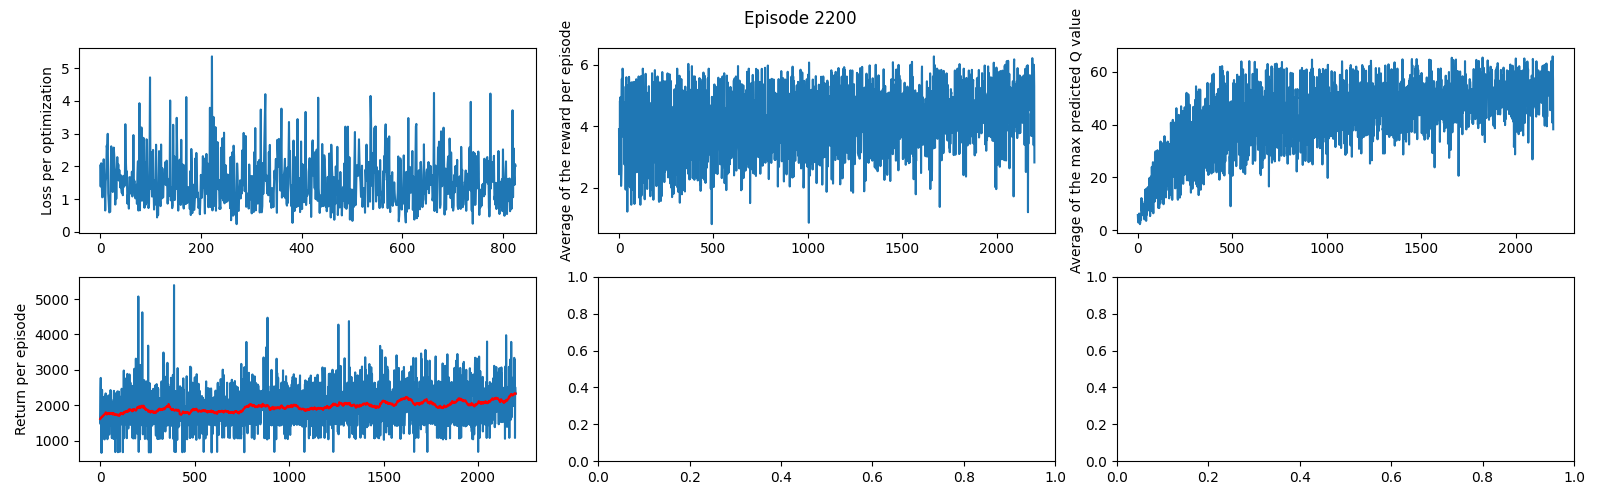 Episode 2200
Loss per optimization
0
1
2
3
4
5
0 200 400 600 800
Average of the reward per episode
2
4
6
0 500 1000 1500 2000
Average of the max predicted Q value
0
20
40
60
0 500 1000 1500 2000
Return per episode
1000
2000
3000
4000
5000
0 500 1000 1500 2000
0.0
0.2
0.4
0.6
0.8
1.0
0.0 0.2 0.4 0.6 0.8 1.0
0.0
0.2
0.4
0.6
0.8
1.0
0.0 0.2 0.4 0.6 0.8 1.0